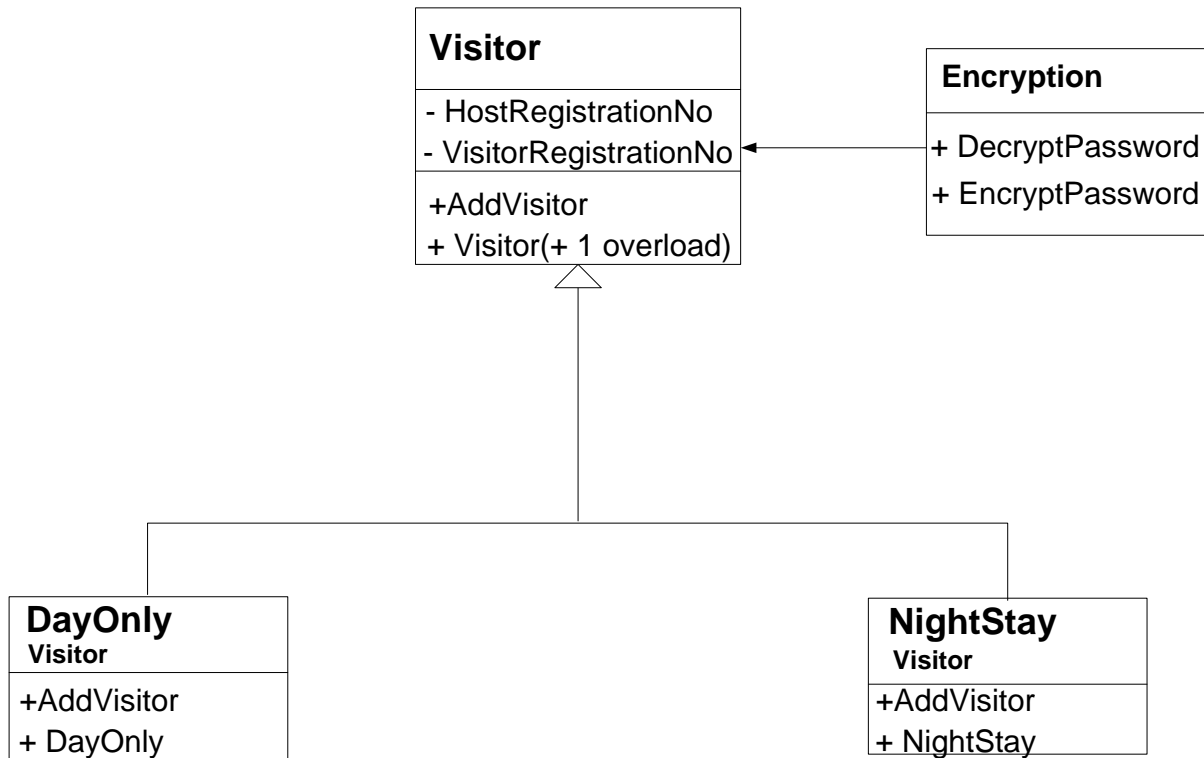 Visitor
- HostRegistrationNo
- VisitorRegistrationNo
+AddVisitor
+ Visitor(+ 1 overload)
Encryption
+ DecryptPassword
+ EncryptPassword
DayOnly
Visitor
+AddVisitor
+ DayOnly
NightStay
Visitor
+AddVisitor
+ NightStay